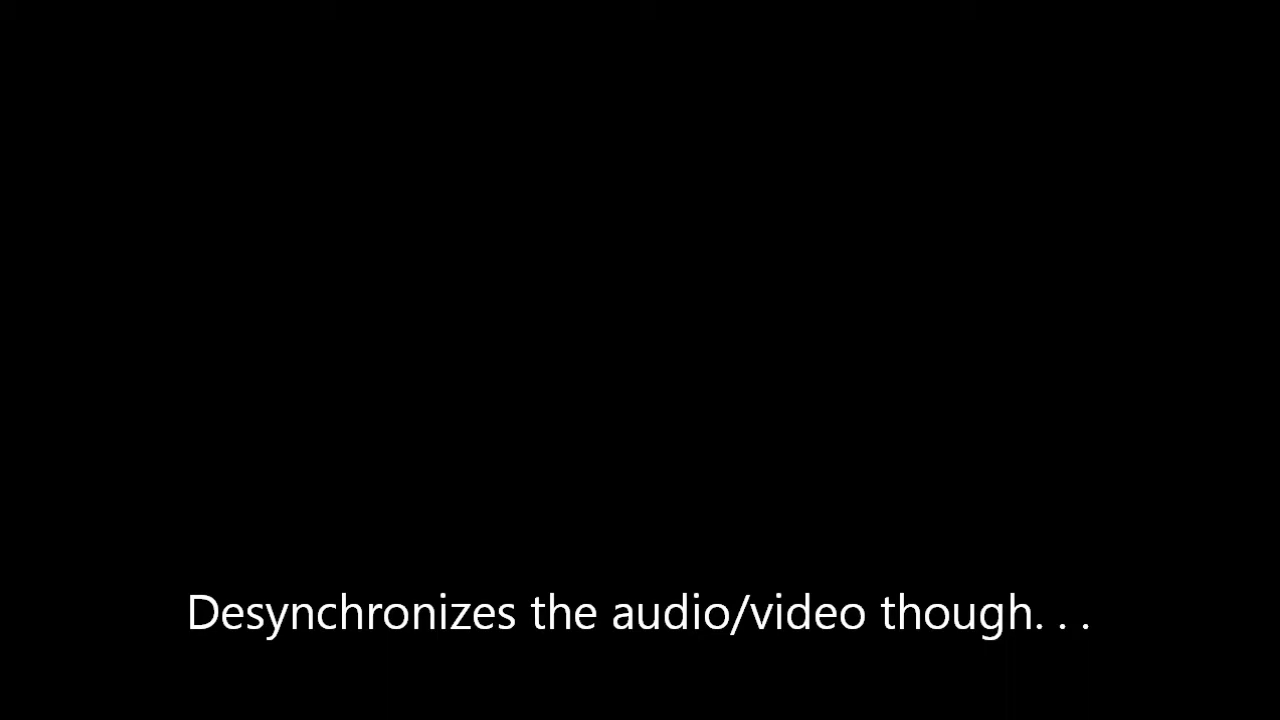 Desynchronizes the audio/video though. . .